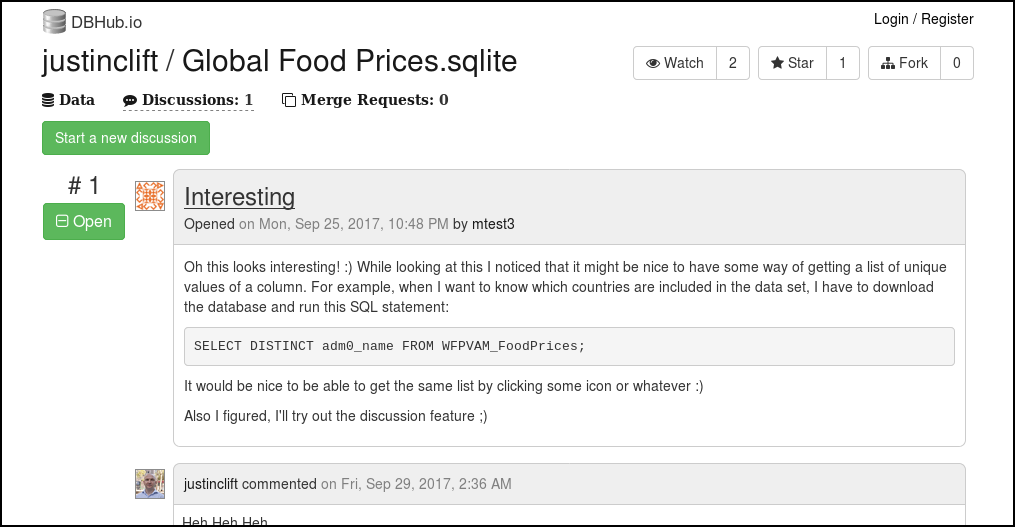 DBHub.io
Login / Register
justinclift / Global Food Prices.sqlite
Watch 2 Star 1 Fork 0
Data Discussions: 1 Merge Requests: 0
Start a new discussion
# 1
Open
Interesting
Opened on Mon, Sep 25, 2017, 10:48 PM by mtest3
Oh this looks interesting! :) While looking at this I noticed that it might be nice to have some way of getting a list of unique
values of a column. For example, when I want to know which countries are included in the data set, I have to download
the database and run this SQL statement:
SELECT DISTINCT adm0_name FROM WFPVAM_FoodPrices;
It would be nice to be able to get the same list by clicking some icon or whatever :)
Also I figured, I'll try out the discussion feature ;)
justinclift commented on Fri, Sep 29, 2017, 2:36 AM
Heh Heh Heh